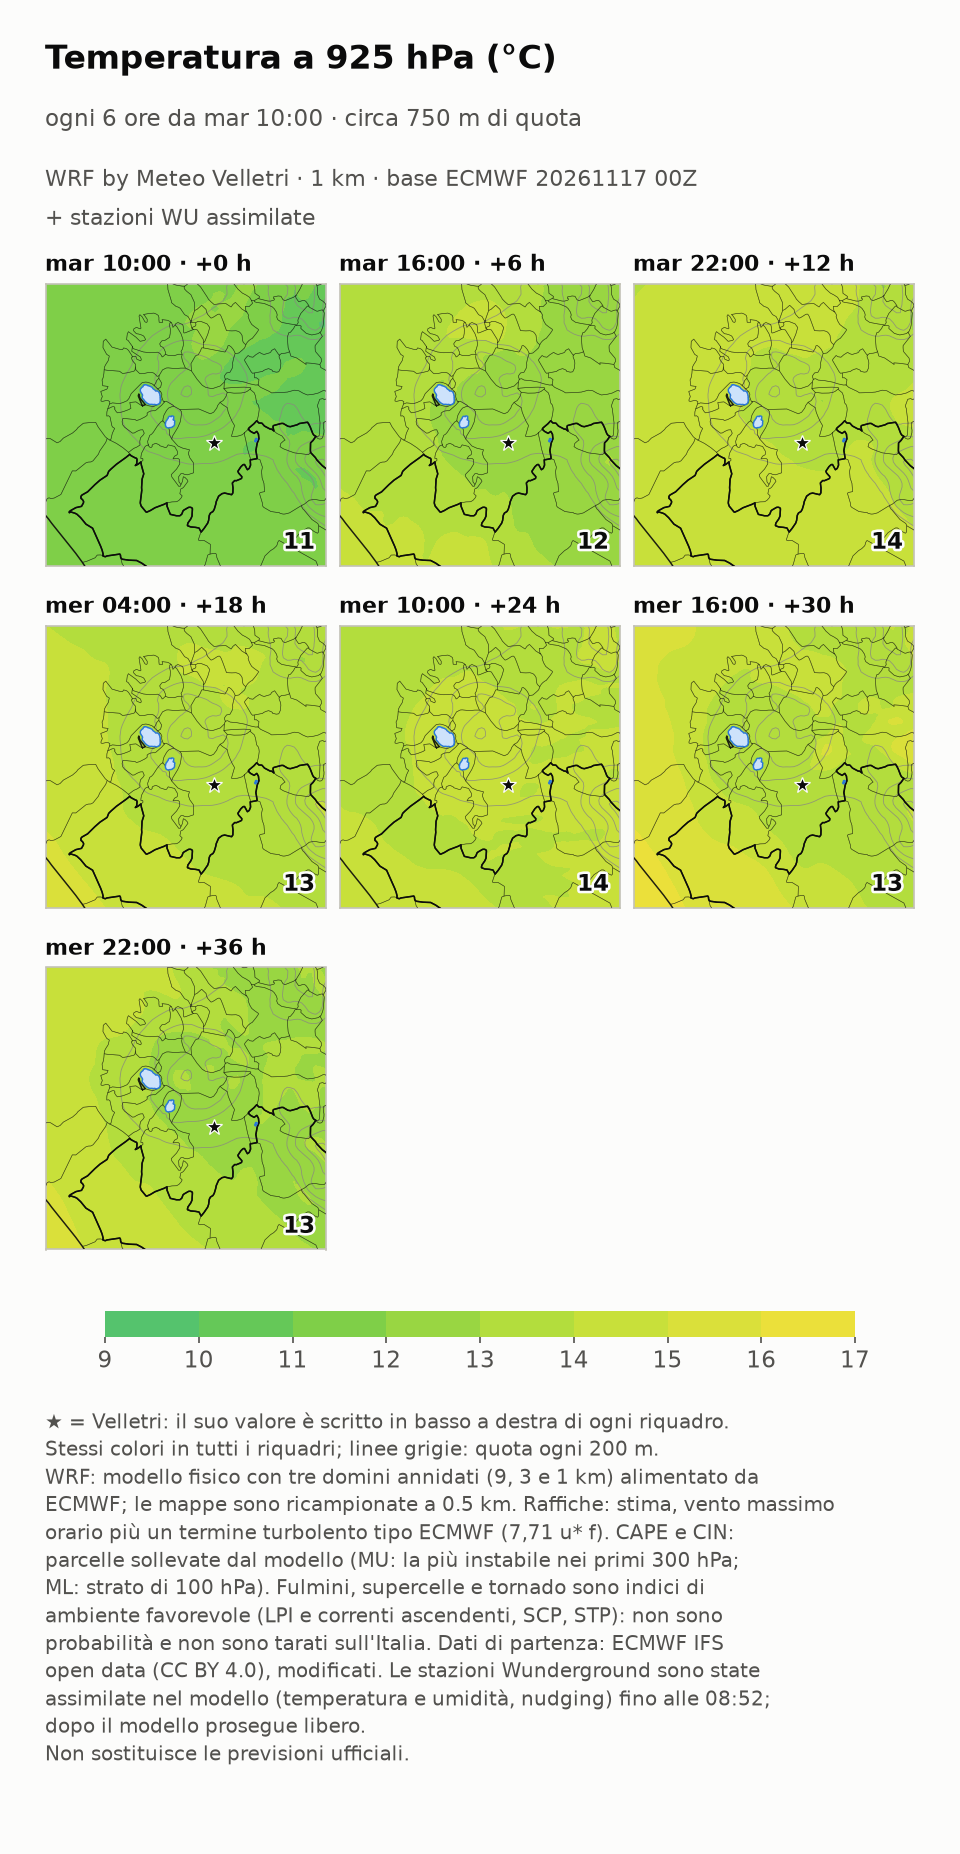 Temperatura a 925 hPa (°C)
ogni 6 ore da mar 10:00 · circa 750 m di quota
WRF by Meteo Velletri · 1 km · base ECMWF 20261117 00Z
+ stazioni WU assimilate
mar 10:00 · +0 h
mar 16:00 · +6 h
mar 22:00 · +12 h
11
12
14
mer 04:00 · +18 h
mer 10:00 · +24 h
mer 16:00 · +30 h
13
14
13
mer 22:00 · +36 h
13
9 10 11 12 13 14 15 16 17
★ = Velletri: il suo valore è scritto in basso a destra di ogni riquadro.
Stessi colori in tutti i riquadri; linee grigie: quota ogni 200 m.
WRF: modello fisico con tre domini annidati (9, 3 e 1 km) alimentato da
ECMWF; le mappe sono ricampionate a 0.5 km. Raffiche: stima, vento massimo
orario più un termine turbolento tipo ECMWF (7,71 u* f). CAPE e CIN:
parcelle sollevate dal modello (MU: la più instabile nei primi 300 hPa;
ML: strato di 100 hPa). Fulmini, supercelle e tornado sono indici di
ambiente favorevole (LPI e correnti ascendenti, SCP, STP): non sono
probabilità e non sono tarati sull'Italia. Dati di partenza: ECMWF IFS
open data (CC BY 4.0), modificati. Le stazioni Wunderground sono state
assimilate nel modello (temperatura e umidità, nudging) fino alle 08:52;
dopo il modello prosegue libero.
Non sostituisce le previsioni ufficiali.